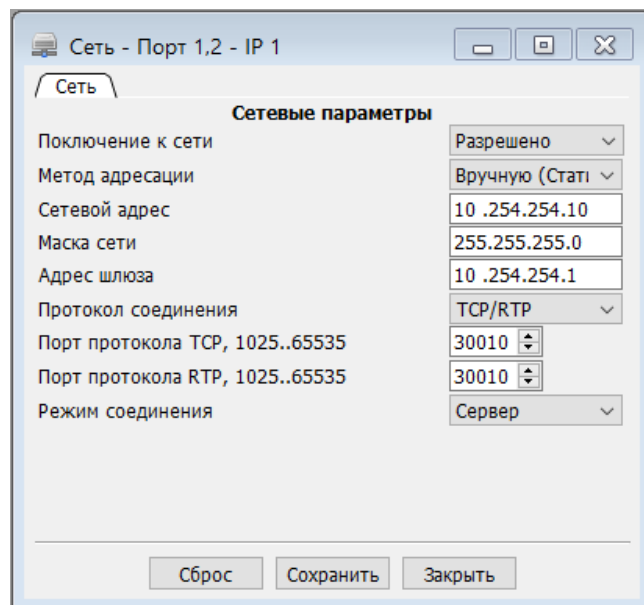 Сеть - Порт 1,2 - IP 1
Сеть
Сетевые параметры
Поключение к сети Разрешено
Метод адресации Вручную (Стати
Сетевой адрес 10 .254.254.10
Маска сети 255.255.255.0
Адрес шлюза 10 .254.254.1
Протокол соединения TCP/RTP
Порт протокола TCP, 1025..65535 30010
Порт протокола RTP, 1025..65535 30010
Режим соединения Сервер
Сброс Сохранить Закрыть